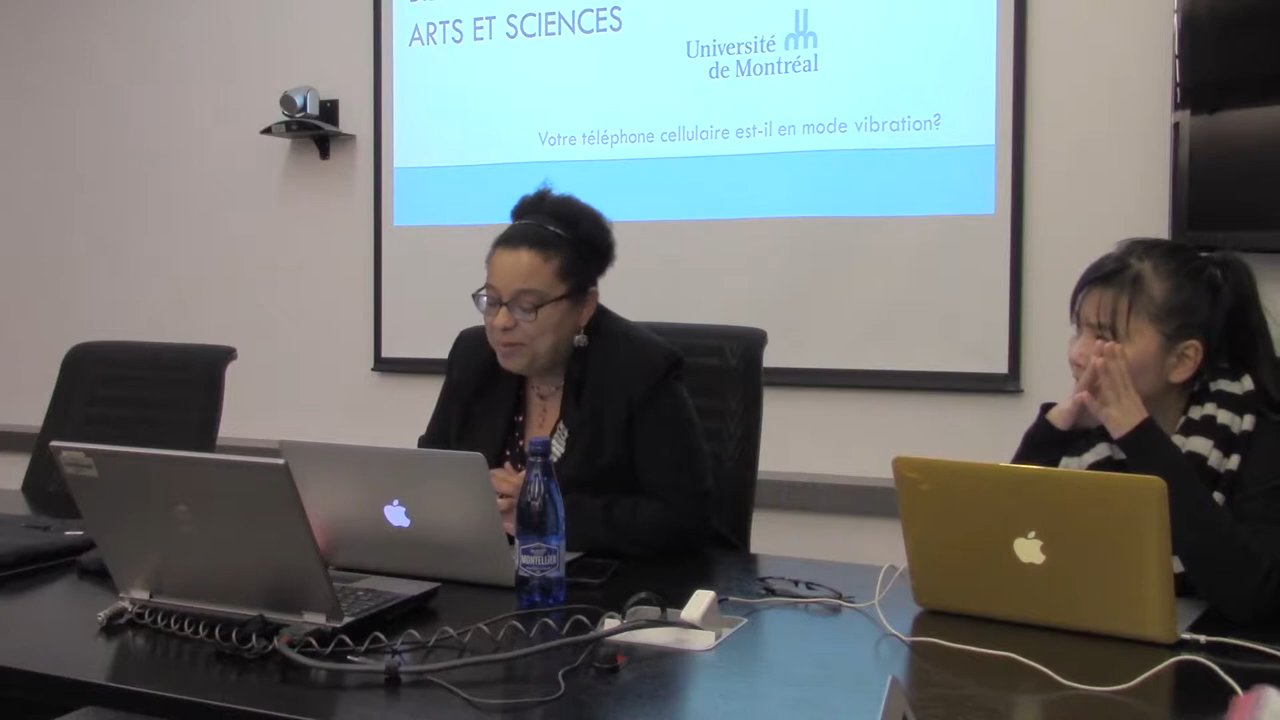 ARTS ET SCIENCES
Université
de Montréal
Votre téléphone cellulaire est-il en mode vibration?
MONTELLIER